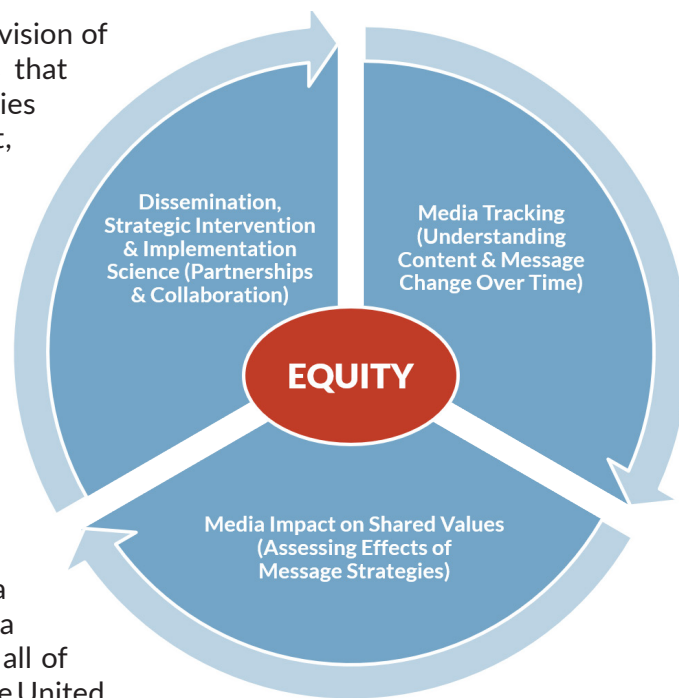 vision of
that
ies
t,
Dissemination,
Strategic Intervention
& Implementation
Science (Partnerships
& Collaboration)
Media Tracking
(Understanding
Content & Message
Change Over Time)
EQUITY
Media Impact on Shared Values
(Assessing Effects of
Message Strategies)
a
a
all of
e United